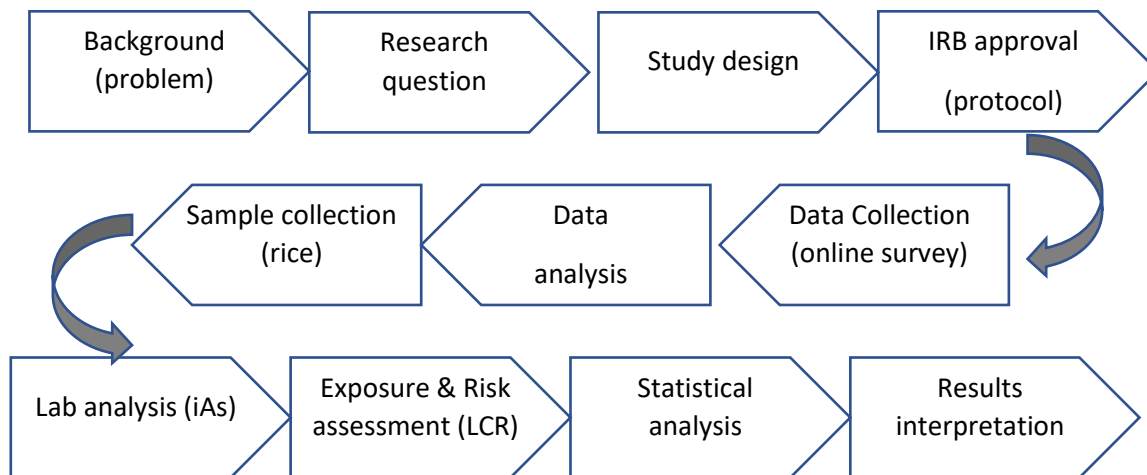 Background
(problem)
Research
question
Study design
IRB approval
(protocol)
Data Collection
(online survey)
Data
analysis
Sample collection
(rice)
Lab analysis (iAs)
Exposure & Risk
assessment (LCR)
Statistical
analysis
Results
interpretation